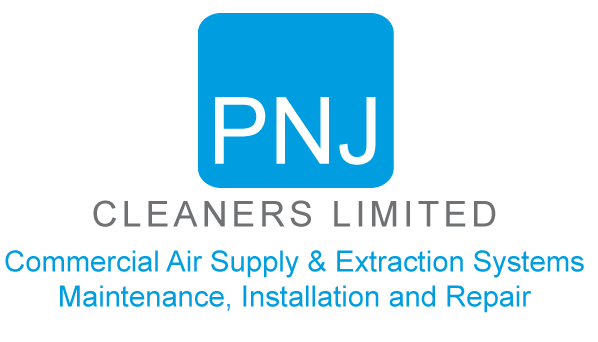 PNJ
CLEANERS LIMITED
Commercial Air Supply & Extraction Systems
Maintenance, Installation and Repair